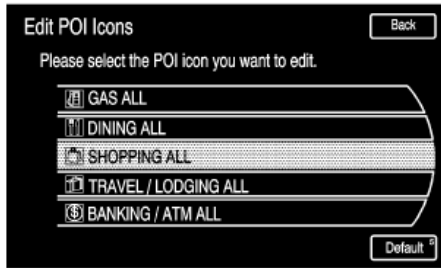 Edit POI Icons
Back
Please select the POI icon you want to edit.
GAS ALL
DINING ALL
SHOPPING ALL
TRAVEL / LODGING ALL
BANKING / ATM ALL
Default